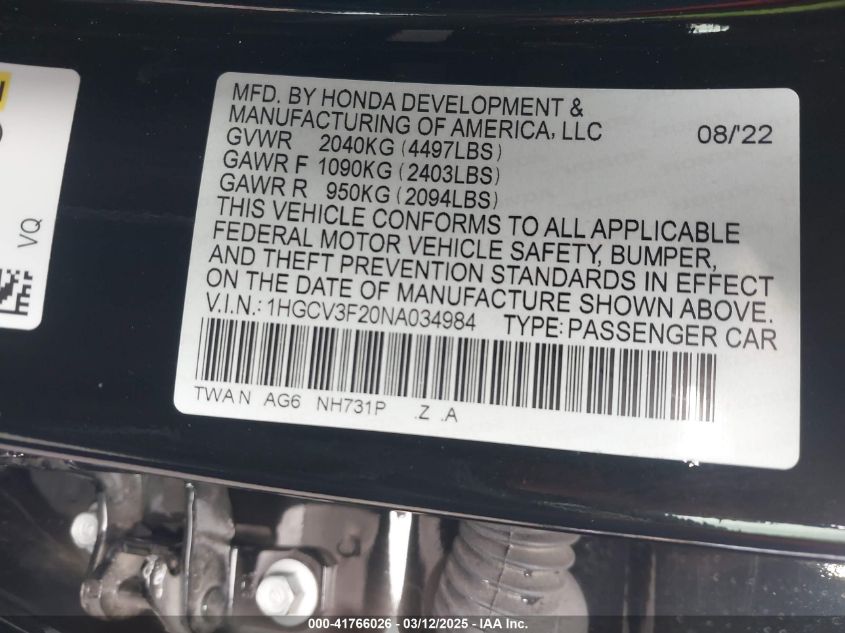 MFD. BY HONDA DEVELOPMENT &
MANUFACTURING OF AMERICA, LLC 08/'22
GVWR 2040KG (4497LBS)
GAWR F 1090KG (2403LBS)
GAWR R 950KG (2094LBS)
THIS VEHICLE CONFORMS TO ALL APPLICABLE
FEDERAL MOTOR VEHICLE SAFETY, BUMPER,
AND THEFT PREVENTION STANDARDS IN EFFECT
ON THE DATE OF MANUFACTURE SHOWN ABOVE.
V.I.N.: 1HGCV3F20NA034984 TYPE: PASSENGER CAR
TWAN AG6 NH731P .Z .A
VQ
000-41766026 - 03/12/2025 - IAA Inc.